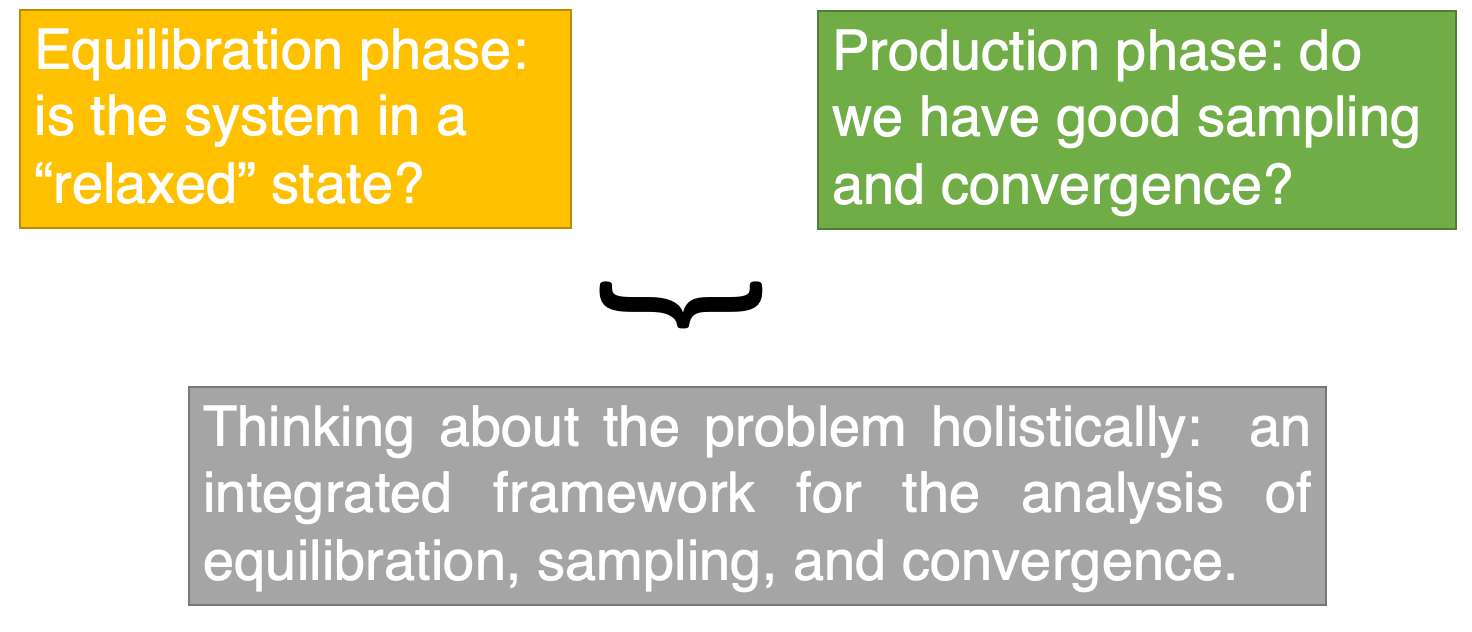 Equilibration phase:
is the system in a
“relaxed” state?
Production phase: do
we have good sampling
and convergence?
Thinking about the problem holistically: an
integrated framework for the analysis of
equilibration, sampling, and convergence.